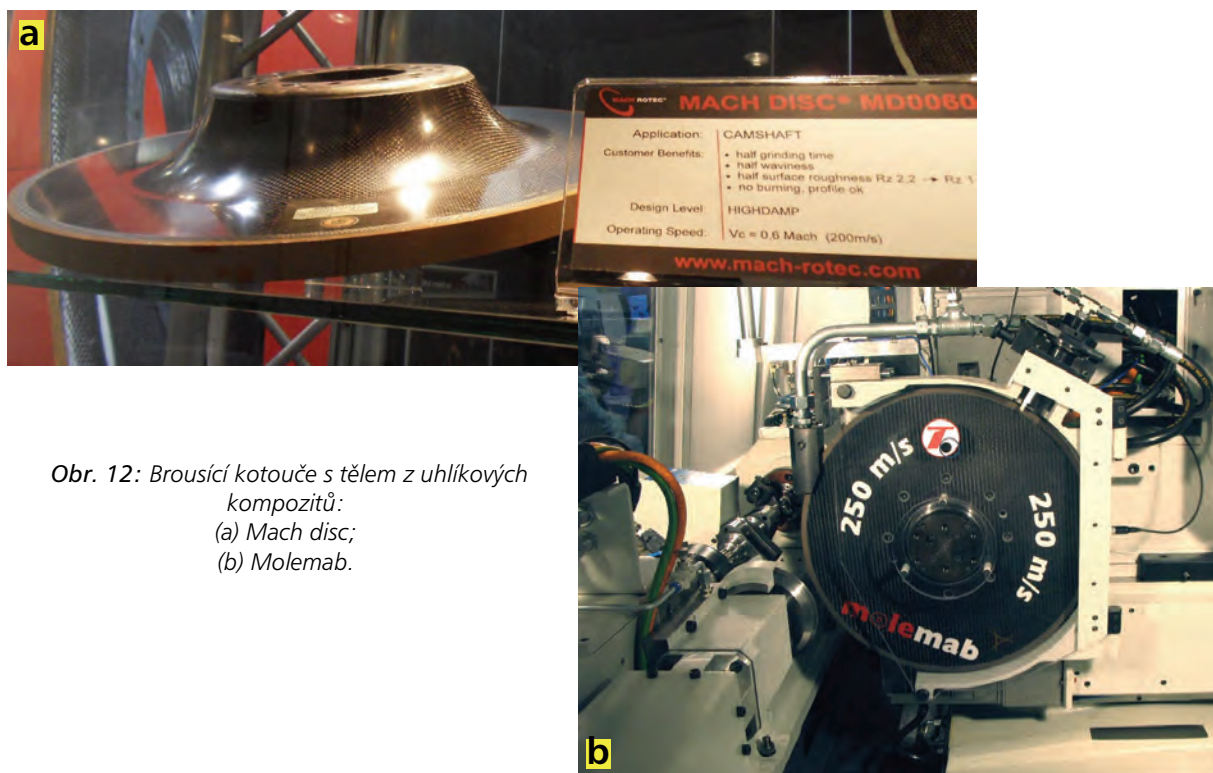 a
MACH ROTEC® MACH DISC® MD0060
Application: CAMSHAFT
Customer Benefits: • half grinding time
• half waviness
• half surface roughness Rz 2,2 → Rz 1
• no burning, profile ok
Design Level: HIGHDAMP
Operating Speed: Vc = 0.6 Mach (200m/s)
www.mach-rotec.com
250 m/s
T
250 m/s
molemab
b
Obr. 12: Brousící kotouče s tělem z uhlíkových
kompozitů:
(a) Mach disc;
(b) Molemab.